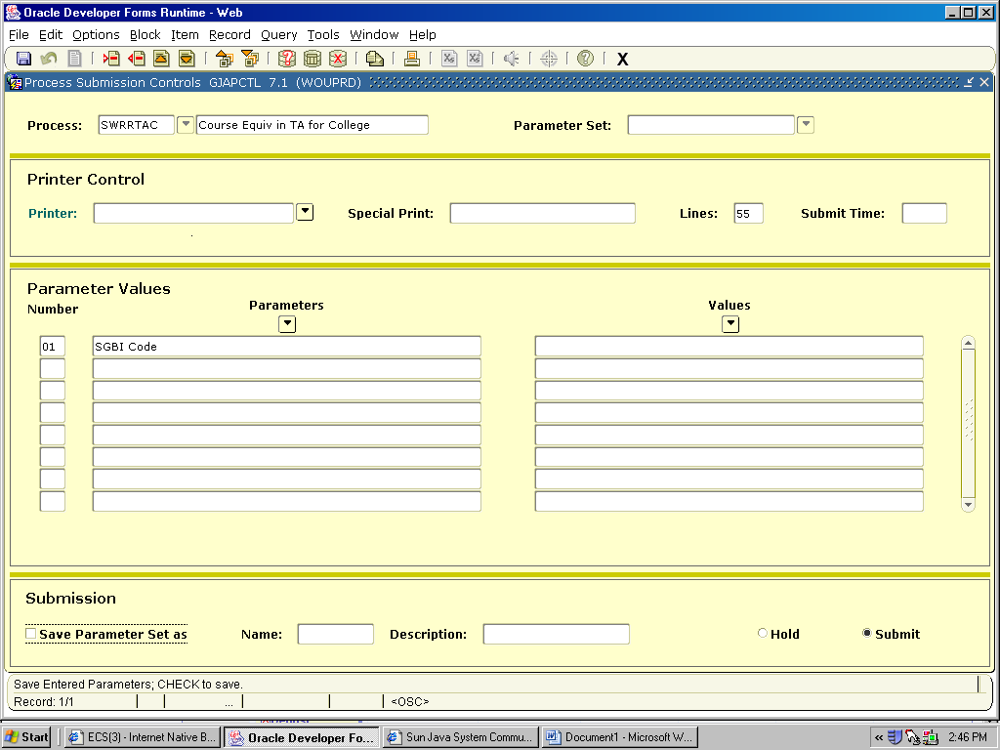 Oracle Developer Forms Runtime - Web
File Edit Options Block Item Record Query Tools Window Help
Process Submission Controls GJAPCTL 7.1 (WOUPRD)
Process: SWRRTAC Course Equiv in TA for College Parameter Set:
Printer Control
Printer: Special Print: Lines: 55 Submit Time:
Parameter Values
Number Parameters Values
01 SGBI Code
Submission
Save Parameter Set as Name: Description: Hold Submit
Save Entered Parameters; CHECK to save.
Record: 1/1 ... <OSC>
Start ECS(3) - Internet Native B... Oracle Developer Fo... Sun Java System Commu... Document1 - Microsoft W... « 2:46 PM